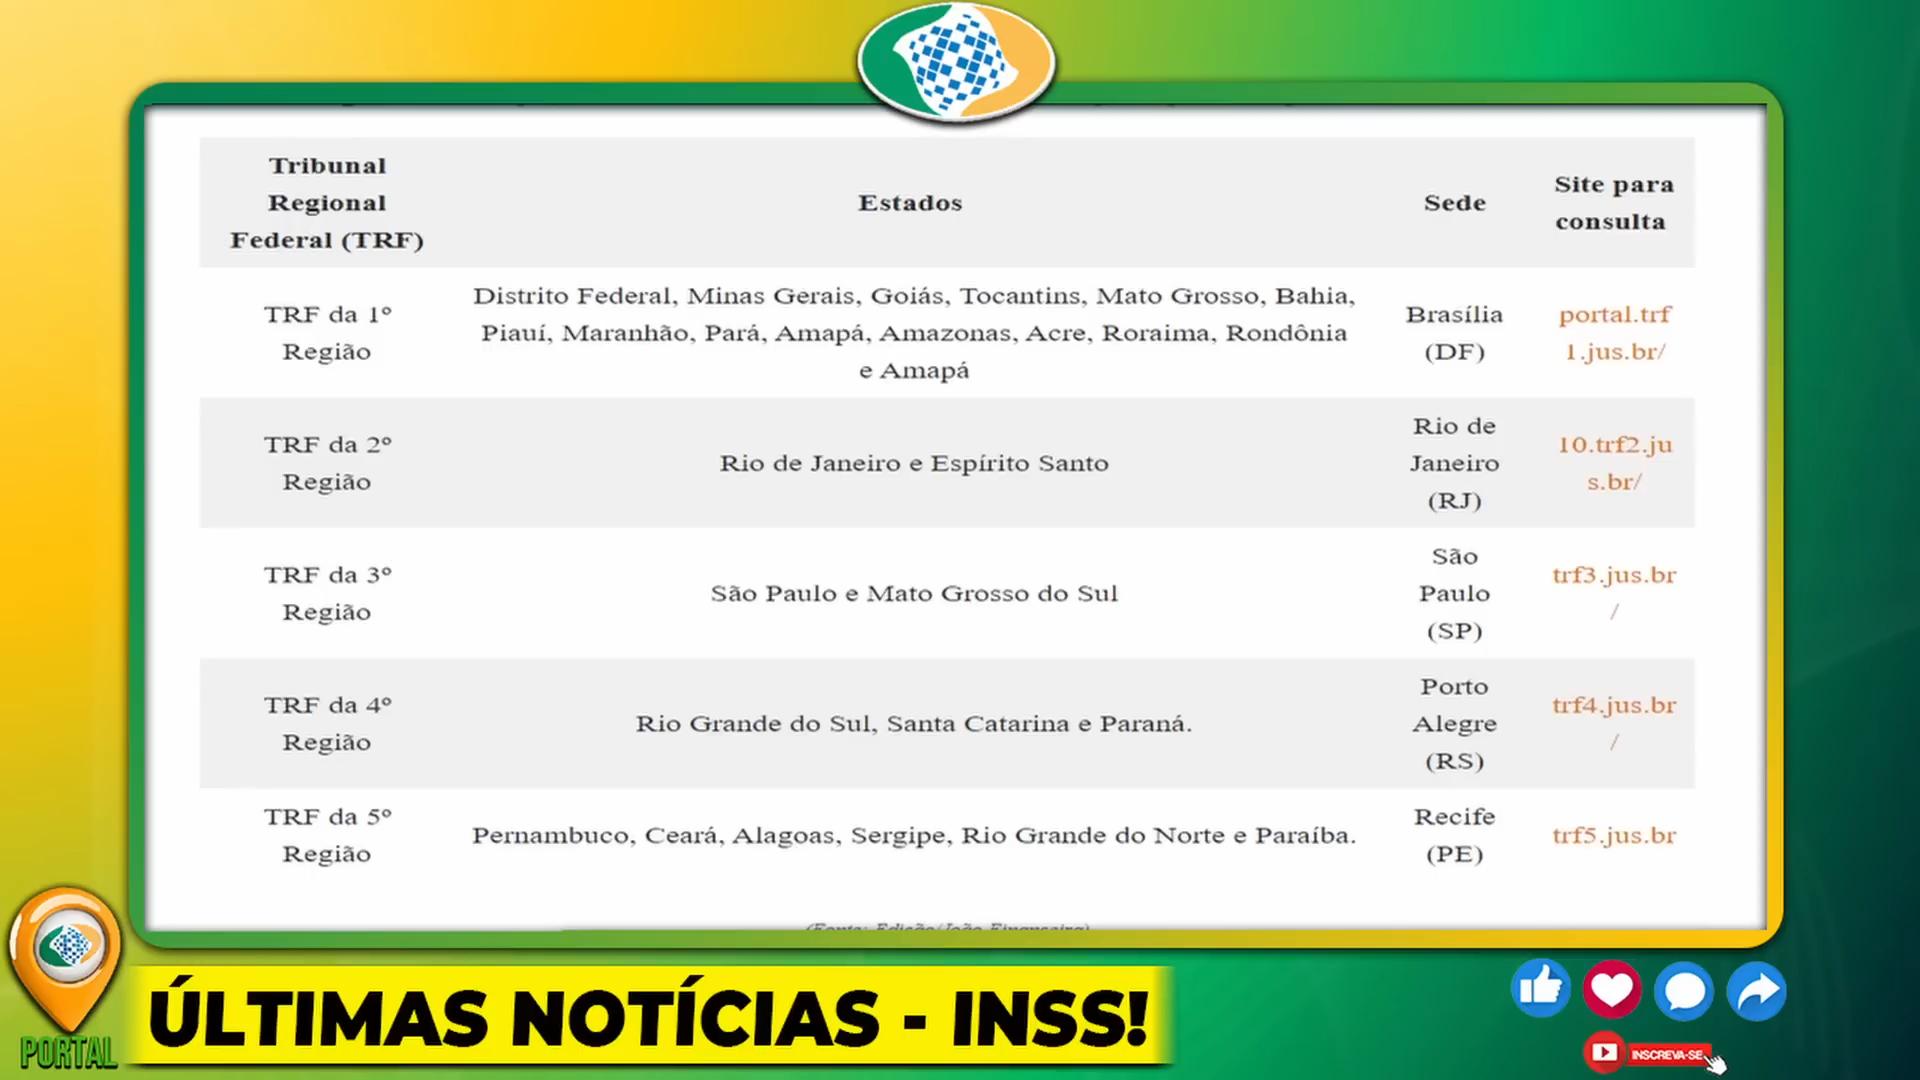 Tribunal
Regional
Federal (TRF)
Estados
Sede
Site para
consulta
TRF da 1º
Região
Distrito Federal, Minas Gerais, Goiás, Tocantins, Mato Grosso, Bahia,
Piauí, Maranhão, Pará, Amapá, Amazonas, Acre, Roraima, Rondônia
e Amapá
Brasília
(DF)
portal.trf
1.jus.br/
TRF da 2º
Região
Rio de Janeiro e Espírito Santo
Rio de
Janeiro
(RJ)
10.trf2.ju
s.br/
TRF da 3º
Região
São Paulo e Mato Grosso do Sul
São
Paulo
(SP)
trf3.jus.br
/
TRF da 4º
Região
Rio Grande do Sul, Santa Catarina e Paraná.
Porto
Alegre
(RS)
trf4.jus.br
/
TRF da 5º
Região
Pernambuco, Ceará, Alagoas, Sergipe, Rio Grande do Norte e Paraíba.
Recife
(PE)
trf5.jus.br
(Fonte: Edição/João Financeira)
ÚLTIMAS NOTÍCIAS - INSS!
PORTAL
INSCREVA-SE